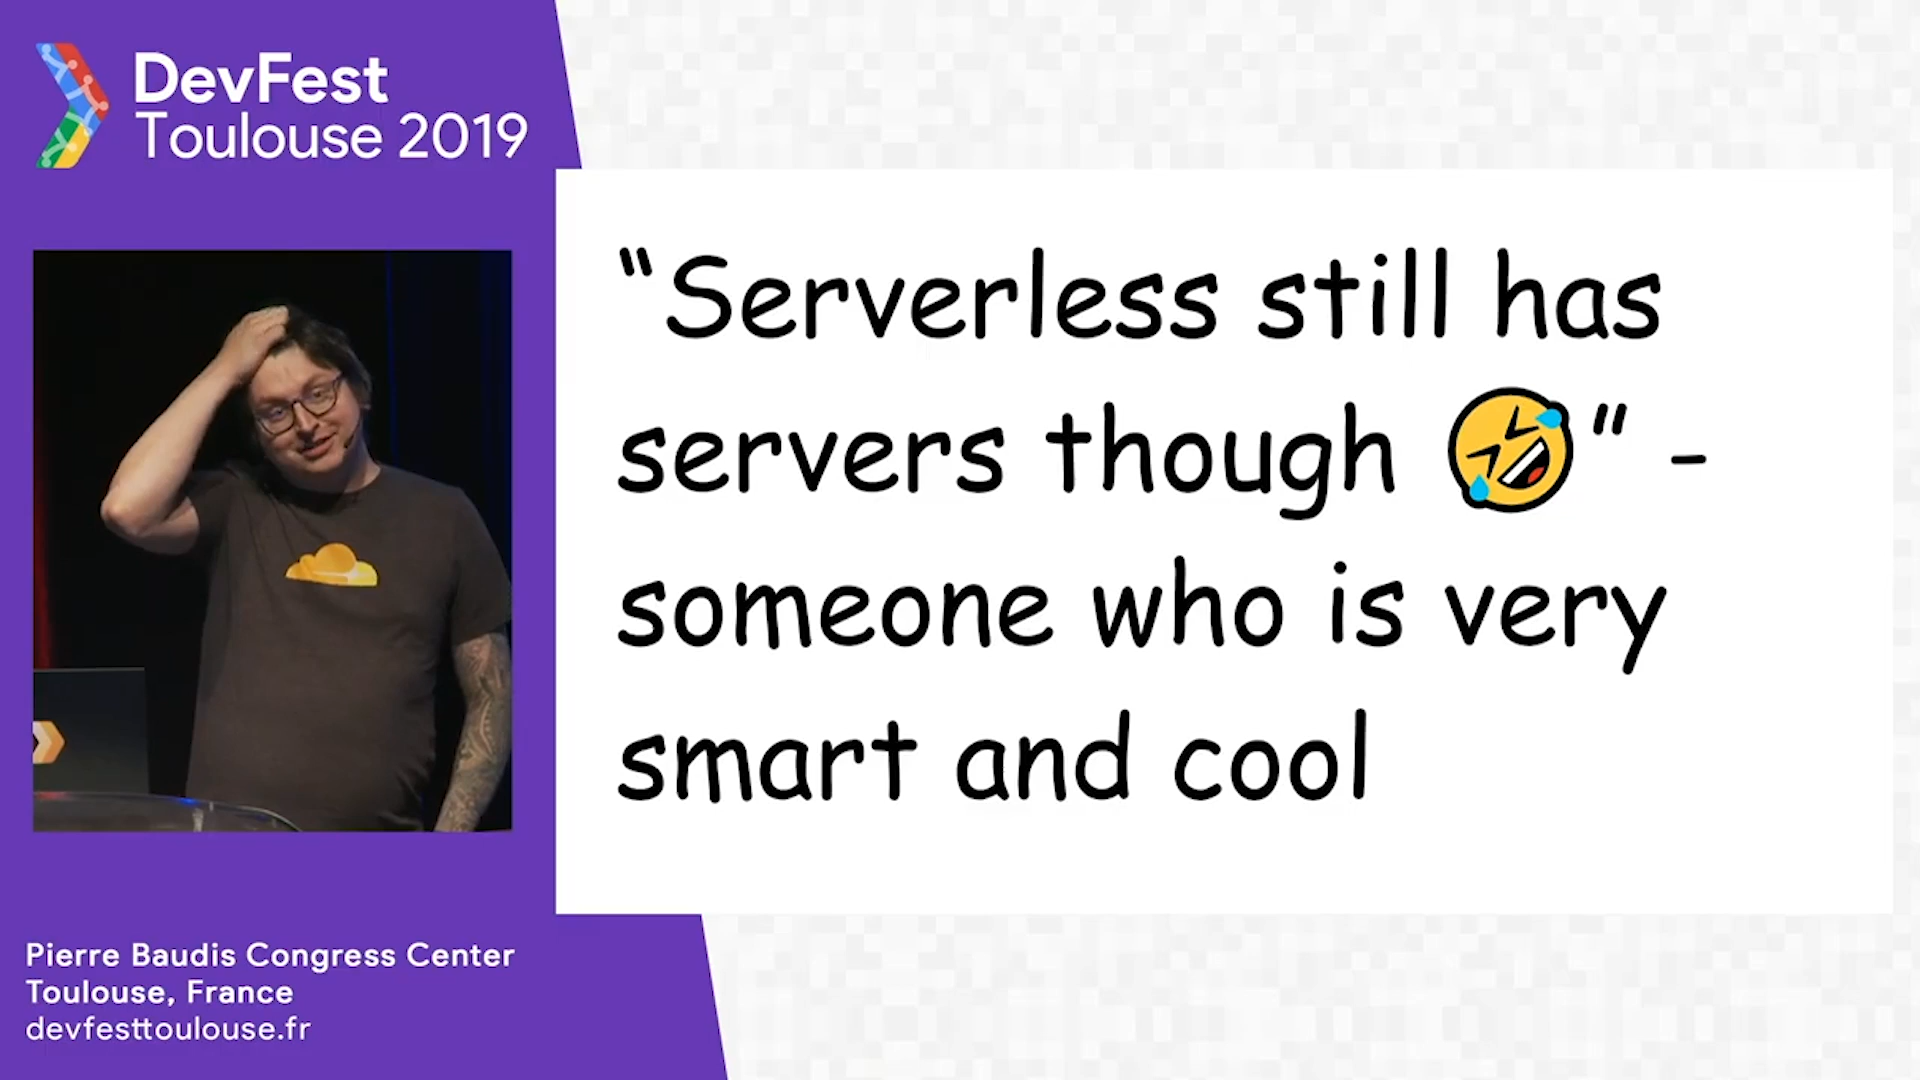 DevFest
Toulouse 2019
“Serverless still has
servers though 🤣” -
someone who is very
smart and cool
Pierre Baudis Congress Center
Toulouse, France
devfesttoulouse.fr